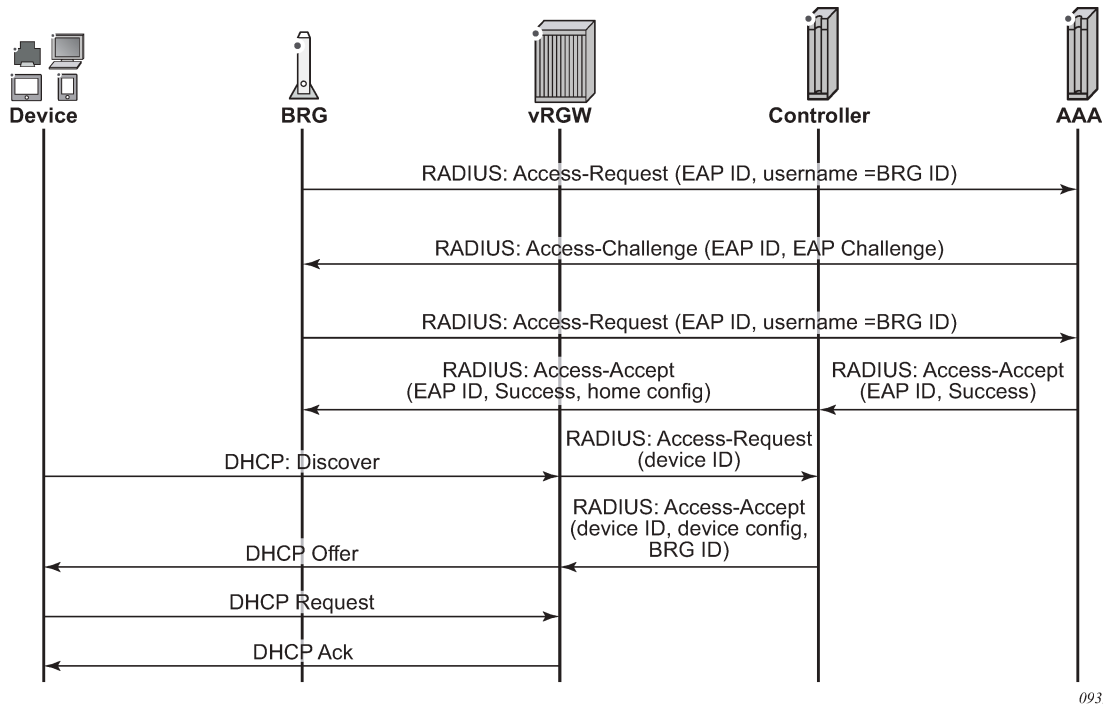 Device
BRG
vRGW
Controller
AAA
RADIUS: Access-Request (EAP ID, username =BRG ID)
RADIUS: Access-Challenge (EAP ID, EAP Challenge)
RADIUS: Access-Request (EAP ID, username =BRG ID)
RADIUS: Access-Accept
(EAP ID, Success, home config)
RADIUS: Access-Accept
(EAP ID, Success)
DHCP: Discover
RADIUS: Access-Request
(device ID)
RADIUS: Access-Accept
(device ID, device config,
BRG ID)
DHCP Offer
DHCP Request
DHCP Ack
093